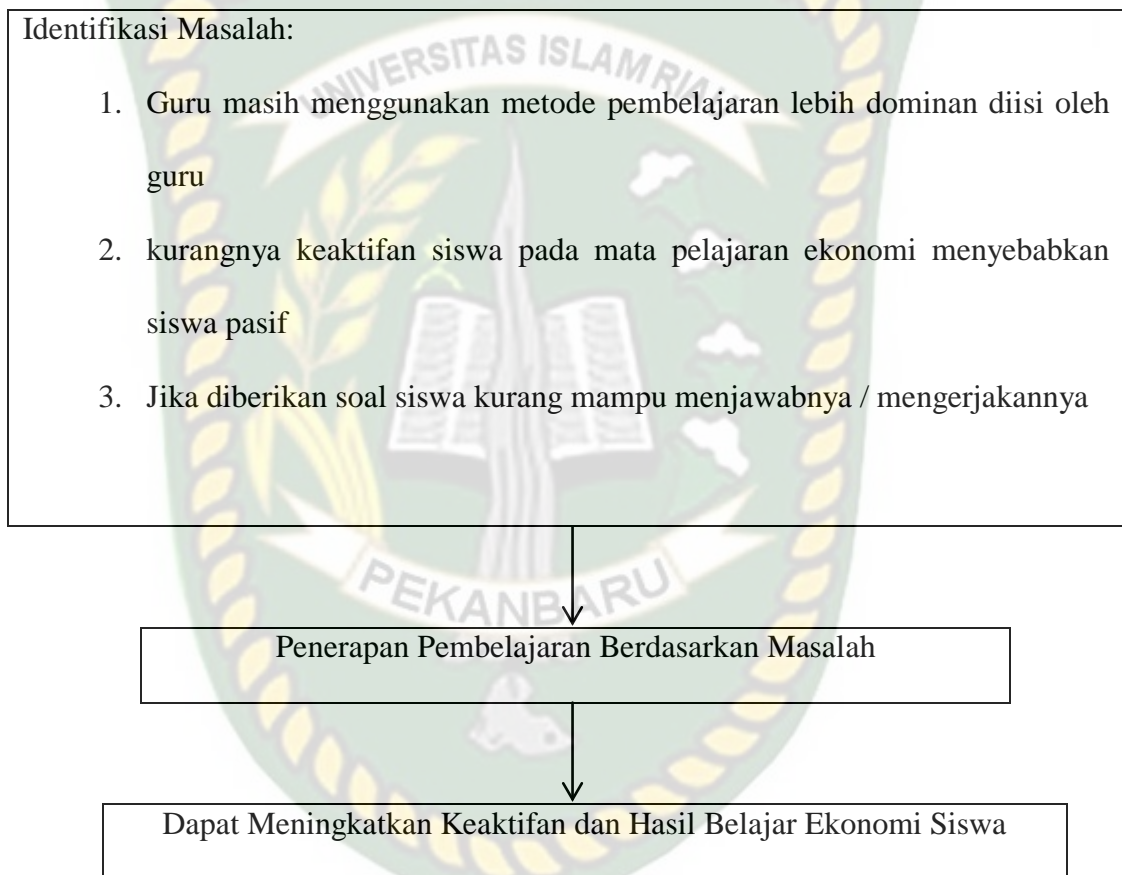 Identifikasi Masalah:
UNIVERSITAS ISLAM RIAU
1. Guru masih menggunakan metode pembelajaran lebih dominan diisi oleh
guru
2. kurangnya keaktifan siswa pada mata pelajaran ekonomi menyebabkan
siswa pasif
3. Jika diberikan soal siswa kurang mampu menjawabnya / mengerjakannya
PEKANBARU
Penerapan Pembelajaran Berdasarkan Masalah
Dapat Meningkatkan Keaktifan dan Hasil Belajar Ekonomi Siswa